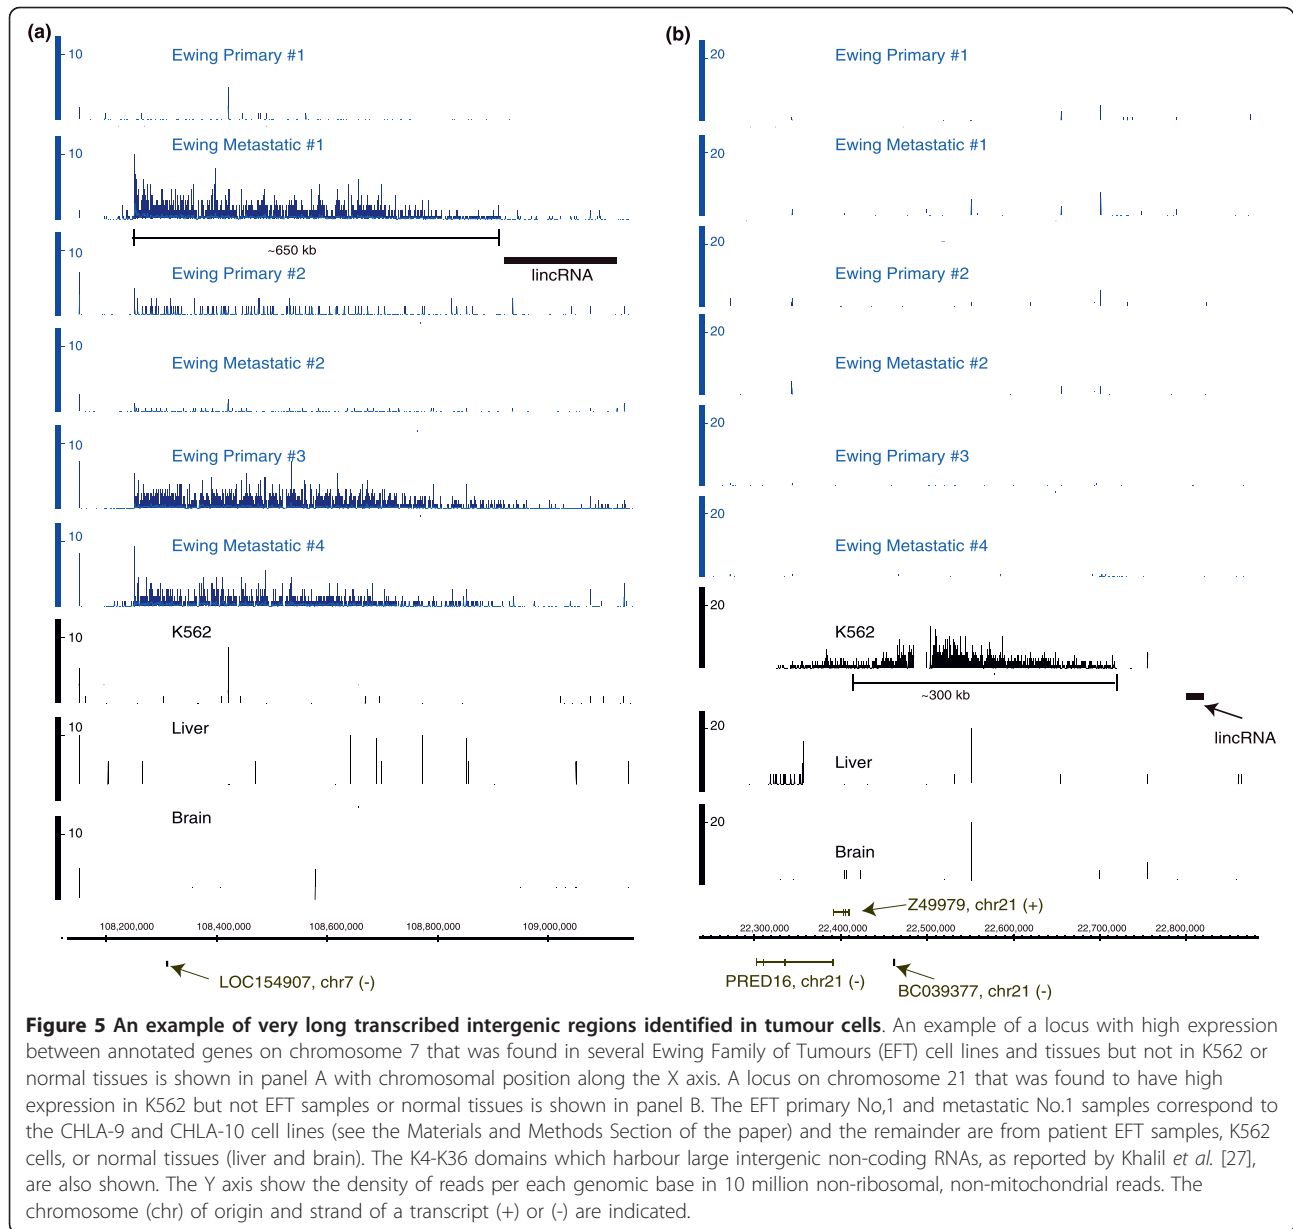 (a)
10
Ewing Primary #1
10
Ewing Metastatic #1
~650 kb
lincRNA
10
Ewing Primary #2
10
Ewing Metastatic #2
10
Ewing Primary #3
10
Ewing Metastatic #4
10
K562
10
Liver
10
Brain
108,200,000 108,400,000 108,600,000 108,800,000 109,000,000
LOC154907, chr7 (-)
(b)
20
Ewing Primary #1
20
Ewing Metastatic #1
20
Ewing Primary #2
20
Ewing Metastatic #2
20
Ewing Primary #3
20
Ewing Metastatic #4
20
K562
~300 kb
lincRNA
20
Liver
20
Brain
Z49979, chr21 (+)
22,300,000 22,400,000 22,500,000 22,600,000 22,700,000 22,800,000
PRED16, chr21 (-)
BC039377, chr21 (-)
Figure 5 An example of very long transcribed intergenic regions identified in tumour cells. An example of a locus with high expression
between annotated genes on chromosome 7 that was found in several Ewing Family of Tumours (EFT) cell lines and tissues but not in K562 or
normal tissues is shown in panel A with chromosomal position along the X axis. A locus on chromosome 21 that was found to have high
expression in K562 but not EFT samples or normal tissues is shown in panel B. The EFT primary No,1 and metastatic No.1 samples correspond to
the CHLA-9 and CHLA-10 cell lines (see the Materials and Methods Section of the paper) and the remainder are from patient EFT samples, K562
cells, or normal tissues (liver and brain). The K4-K36 domains which harbour large intergenic non-coding RNAs, as reported by Khalil et al. [27],
are also shown. The Y axis show the density of reads per each genomic base in 10 million non-ribosomal, non-mitochondrial reads. The
chromosome (chr) of origin and strand of a transcript (+) or (-) are indicated.